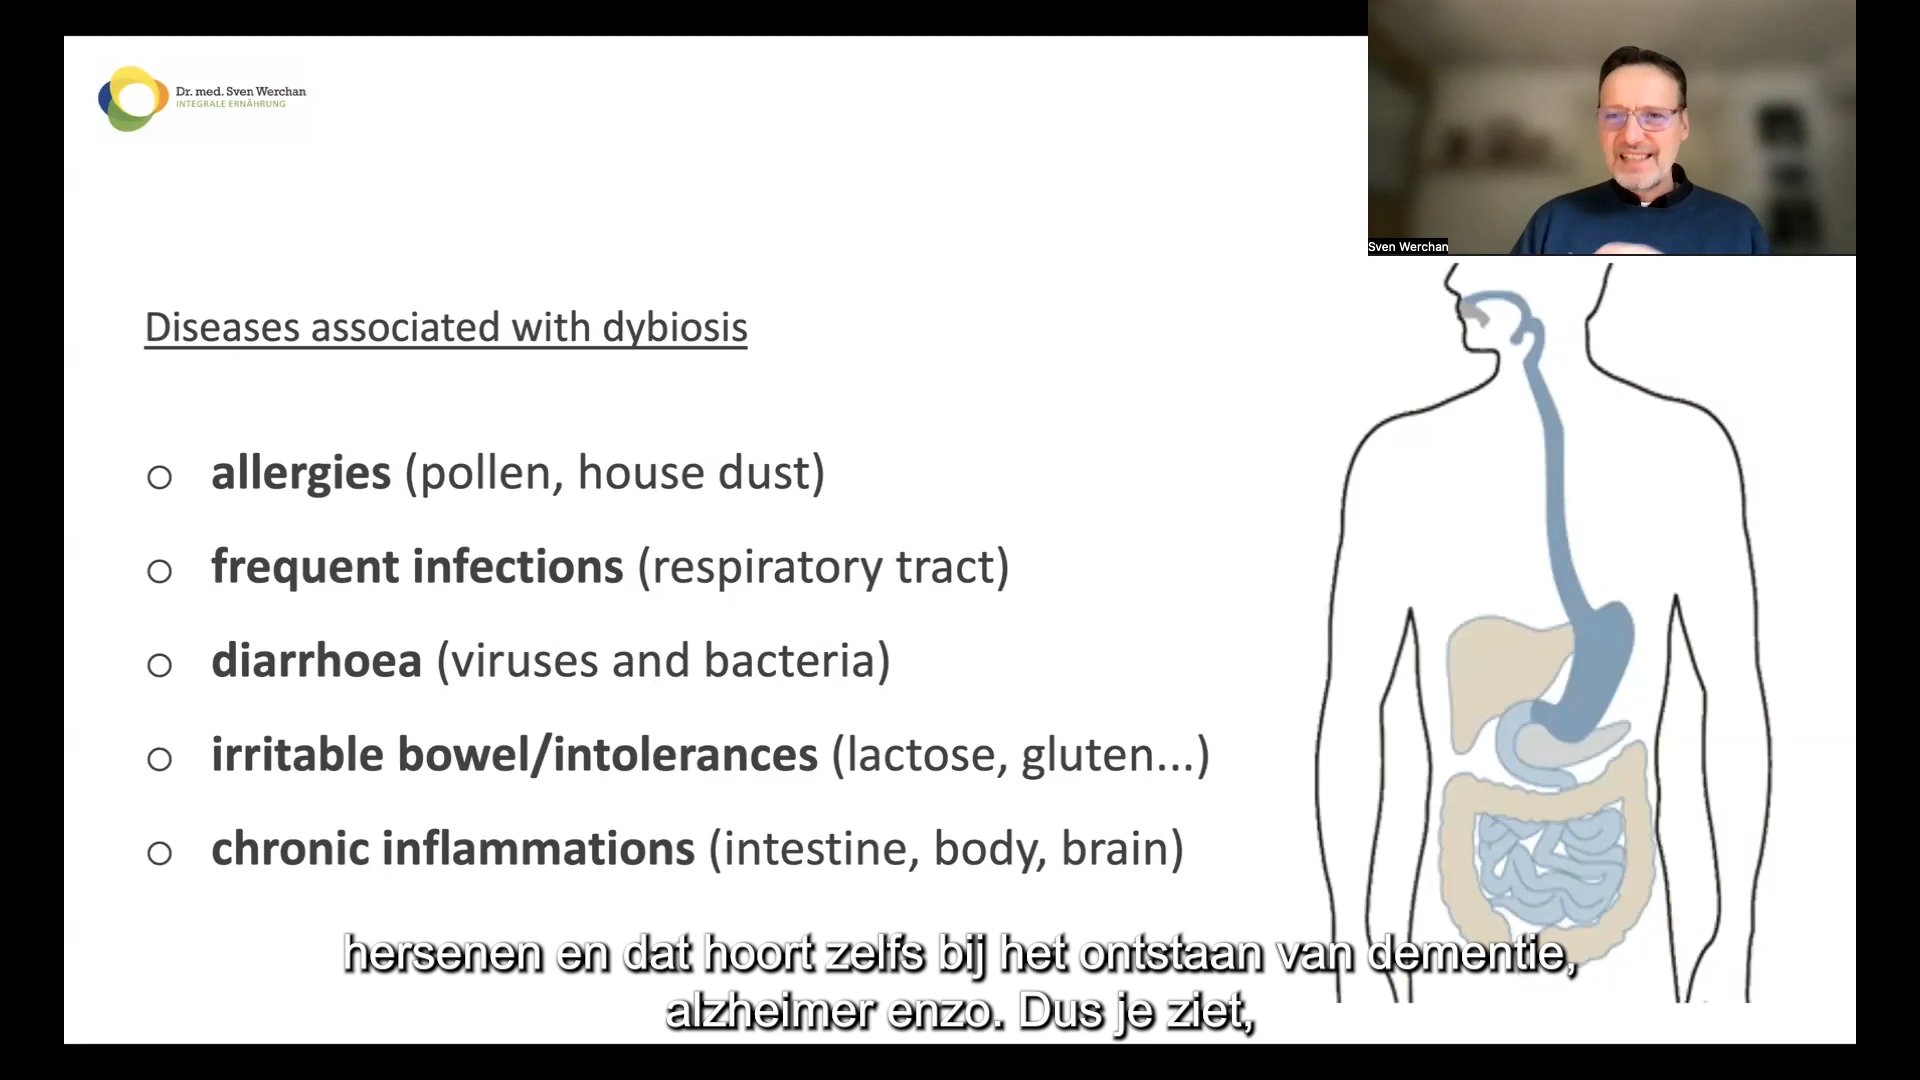 Dr. med. Sven Werchan
INTEGRALE ERNÄHRUNG
Sven Werchan
Diseases associated with dybiosis
o allergies (pollen, house dust)
o frequent infections (respiratory tract)
o diarrhoea (viruses and bacteria)
o irritable bowel/intolerances (lactose, gluten...)
o chronic inflammations (intestine, body, brain)
hersenen en dat hoort zelfs bij het ontstaan van dementie,
alzheimer enzo. Dus je ziet,